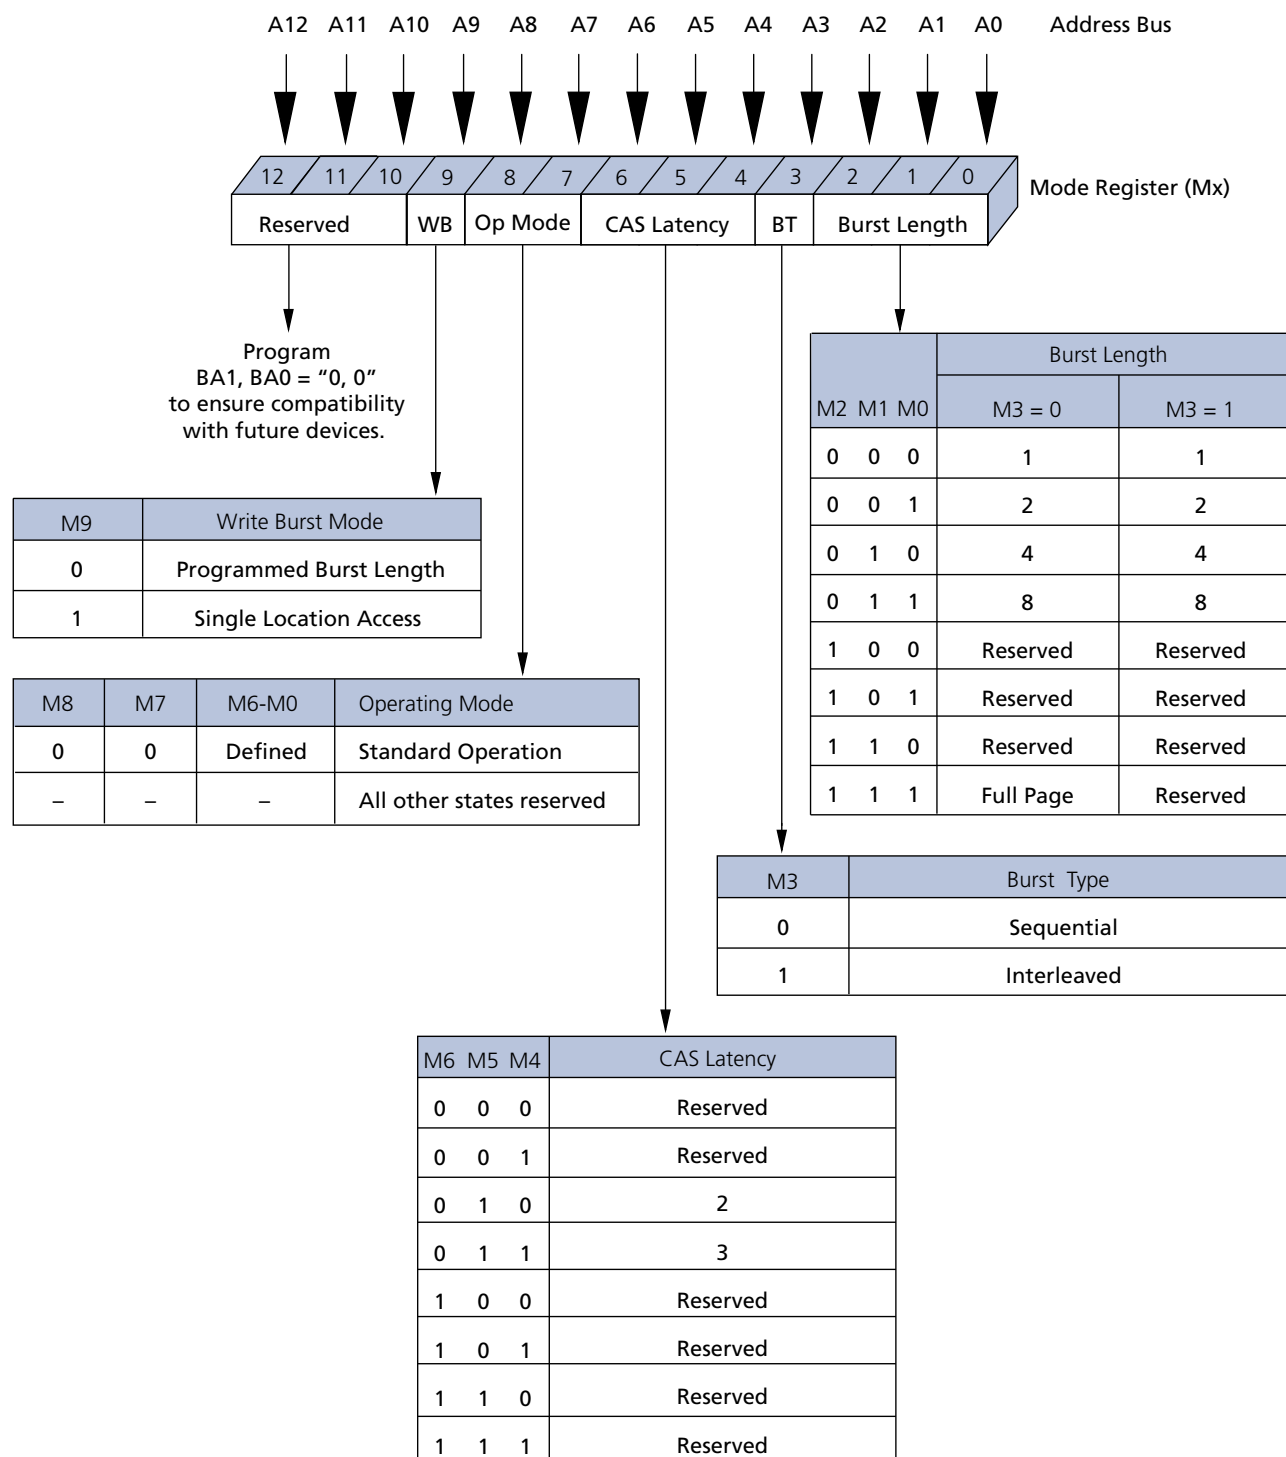 A12 A11 A10 A9 A8 A7 A6 A5 A4 A3 A2 A1 A0 Address Bus
12 11 10 9 8 7 6 5 4 3 2 1 0
Mode Register (Mx)
Reserved WB Op Mode CAS Latency BT Burst Length
Program
BA1, BA0 = “0, 0”
to ensure compatibility
with future devices.
Burst Length
M2 M1 M0 M3 = 0 M3 = 1
0 0 0 1 1
0 0 1 2 2
0 1 0 4 4
0 1 1 8 8
1 0 0 Reserved Reserved
1 0 1 Reserved Reserved
1 1 0 Reserved Reserved
1 1 1 Full Page Reserved
M9 Write Burst Mode
0 Programmed Burst Length
1 Single Location Access
M8 M7 M6-M0 Operating Mode
0 0 Defined Standard Operation
– – – All other states reserved
M3 Burst Type
0 Sequential
1 Interleaved
M6 M5 M4 CAS Latency
0 0 0 Reserved
0 0 1 Reserved
0 1 0 2
0 1 1 3
1 0 0 Reserved
1 0 1 Reserved
1 1 0 Reserved
1 1 1 Reserved